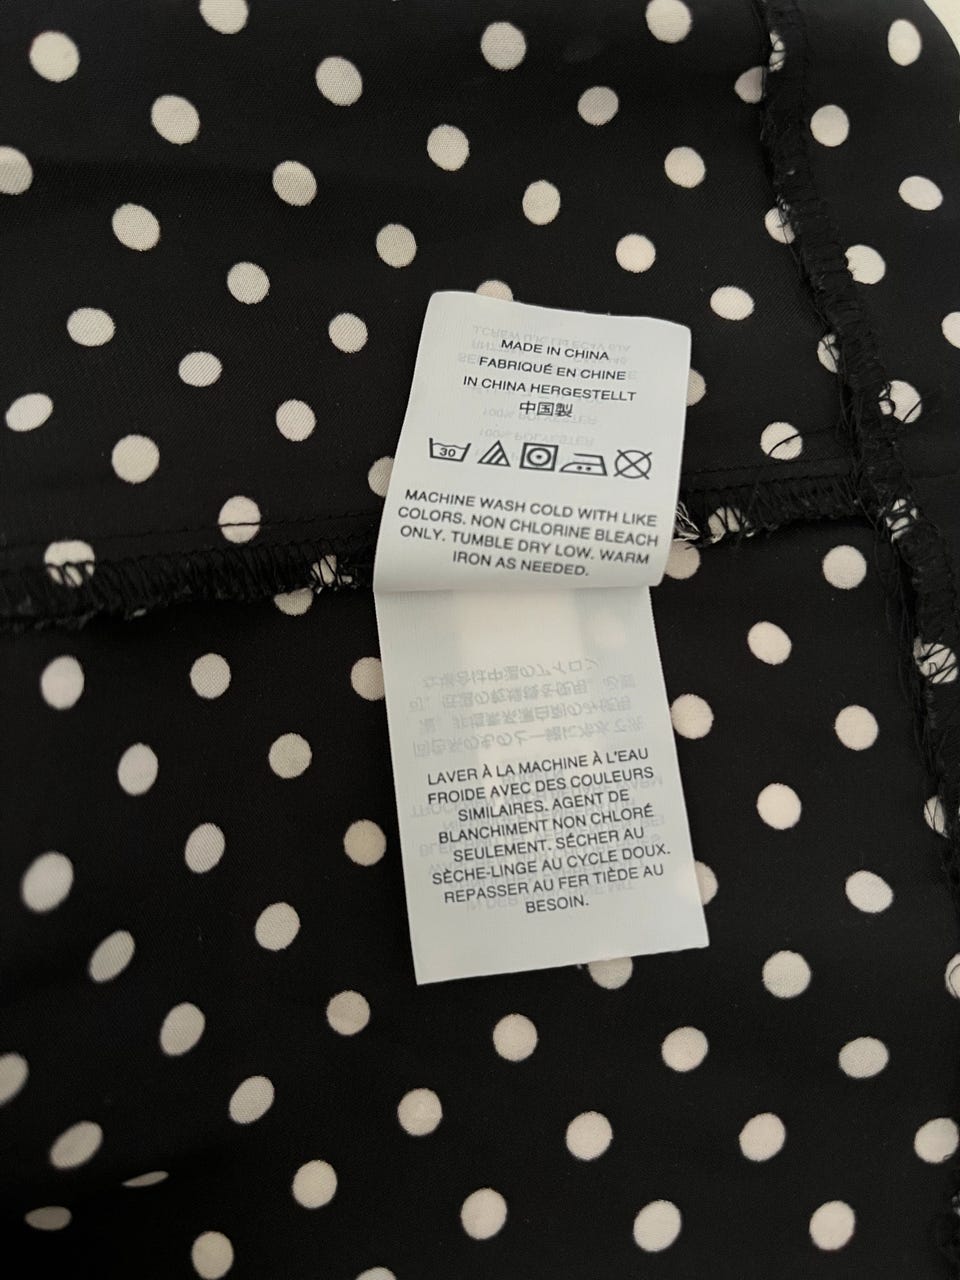 MADE IN CHINA
FABRIQUÉ EN CHINE
IN CHINA HERGESTELLT
中国製
30
MACHINE WASH COLD WITH LIKE
COLORS. NON CHLORINE BLEACH
ONLY. TUMBLE DRY LOW. WARM
IRON AS NEEDED.
LAVER À LA MACHINE À L'EAU
FROIDE AVEC DES COULEURS
SIMILAIRES. AGENT DE
BLANCHIMENT NON CHLORÉ
SEULEMENT. SÉCHER AU
SÈCHE-LINGE AU CYCLE DOUX.
REPASSER AU FER TIÈDE AU
BESOIN.